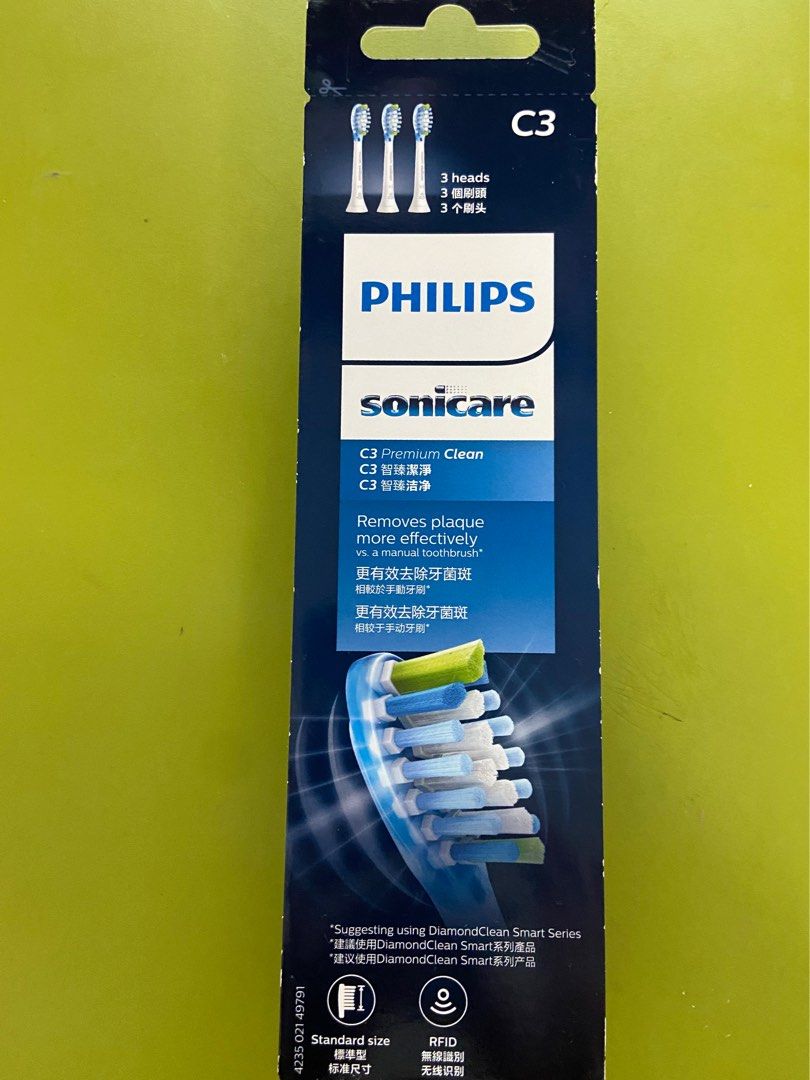 C3
3 heads
3 個刷頭
3 个刷头
PHILIPS
sonicare
C3 Premium Clean
C3 智臻潔淨
C3 智臻洁净
Removes plaque
more effectively
vs. a manual toothbrush*
更有效去除牙菌斑
相較於手動牙刷*
更有效去除牙菌斑
相较于手动牙刷*
*Suggesting using DiamondClean Smart Series
*建議使用DiamondClean Smart系列產品
*建议使用DiamondClean Smart系列产品
4235 021 49791
Standard size
標準型
标准尺寸
RFID
無線識別
无线识别